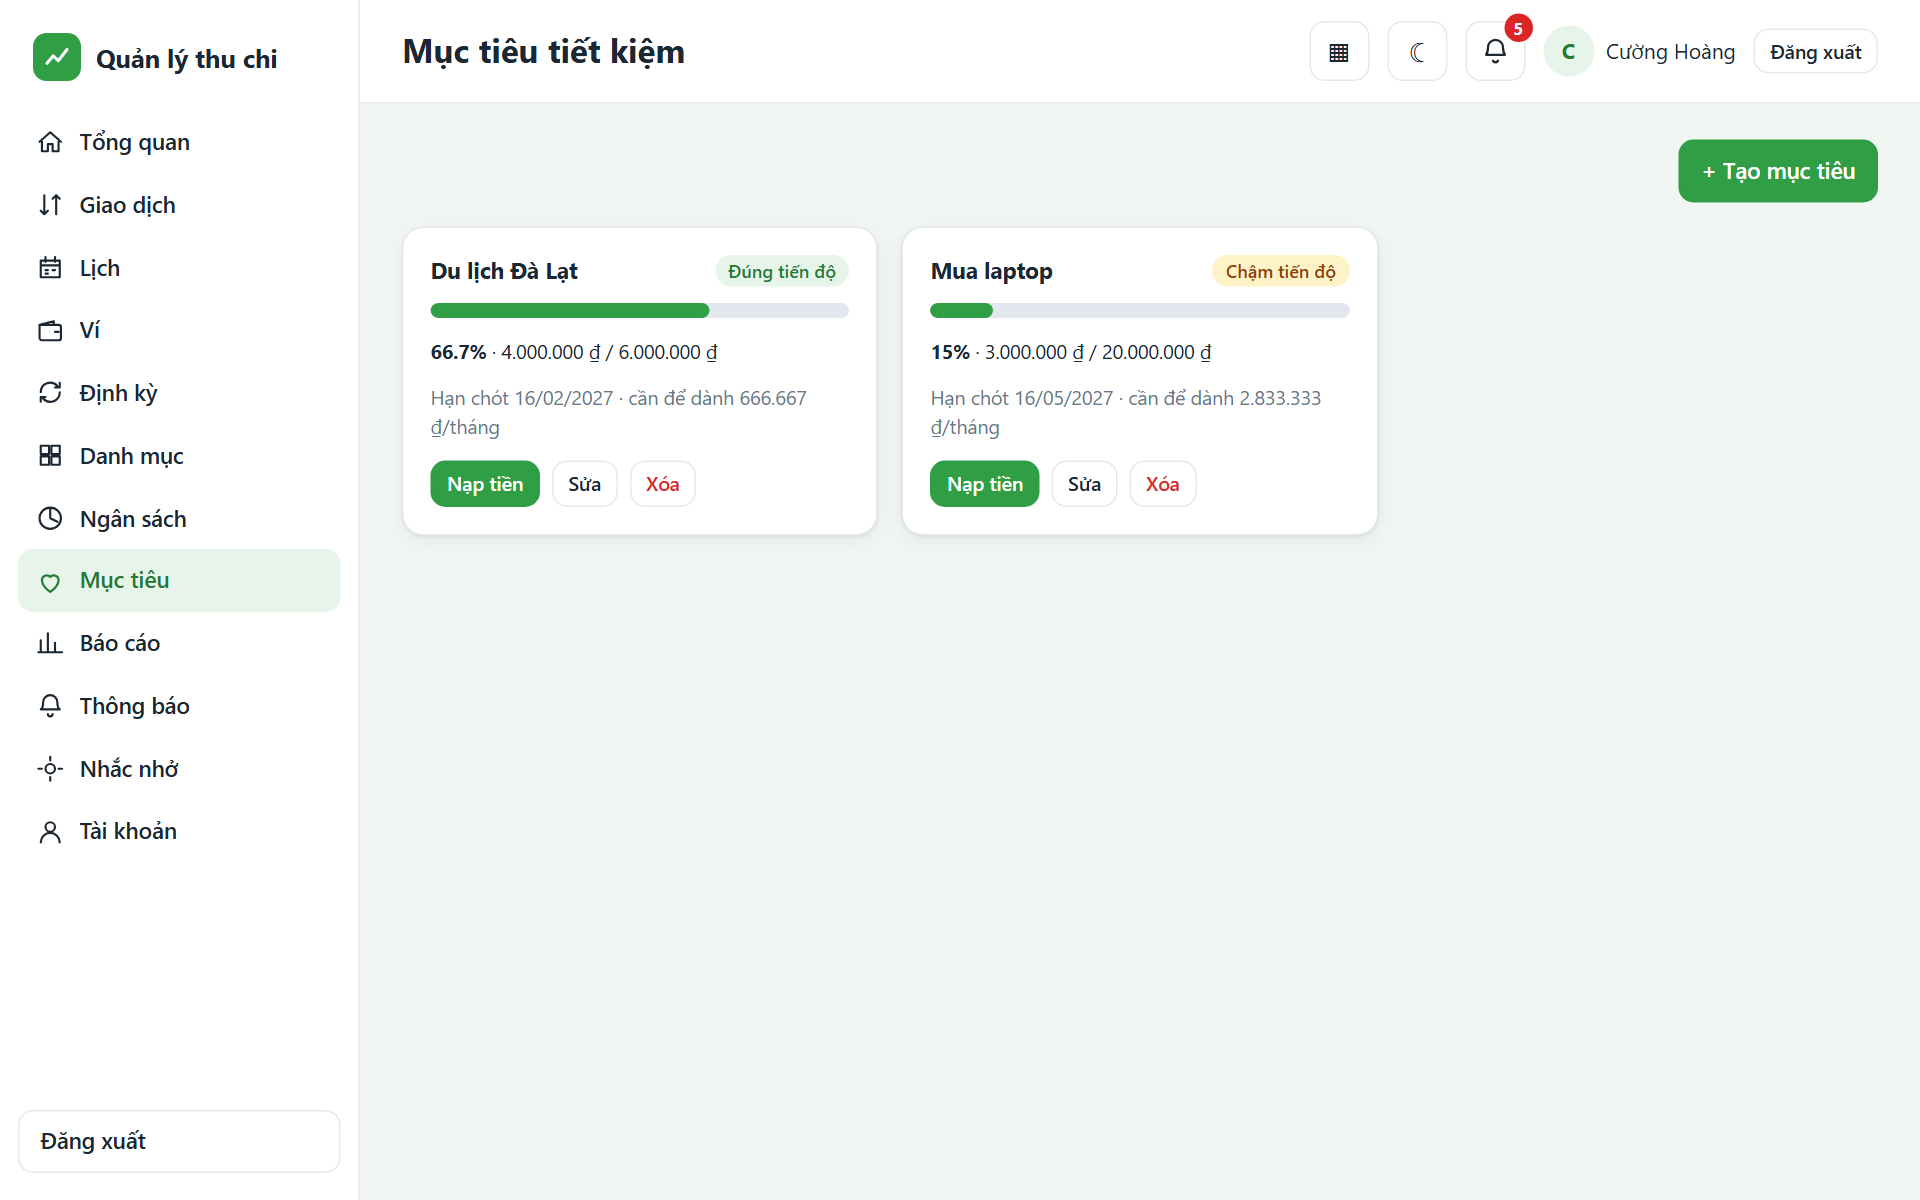 Quản lý thu chi
Tổng quan
Giao dịch
Lịch
Ví
Định kỳ
Danh mục
Ngân sách
Mục tiêu
Báo cáo
Thông báo
Nhắc nhở
Tài khoản
Đăng xuất
Mục tiêu tiết kiệm
5
C
Cường Hoàng
Đăng xuất
+ Tạo mục tiêu
Du lịch Đà Lạt
Đúng tiến độ
66.7% · 4.000.000 ₫ / 6.000.000 ₫
Hạn chót 16/02/2027 · cần để dành 666.667
₫/tháng
Nạp tiền
Sửa
Xóa
Mua laptop
Chậm tiến độ
15% · 3.000.000 ₫ / 20.000.000 ₫
Hạn chót 16/05/2027 · cần để dành 2.833.333
₫/tháng
Nạp tiền
Sửa
Xóa